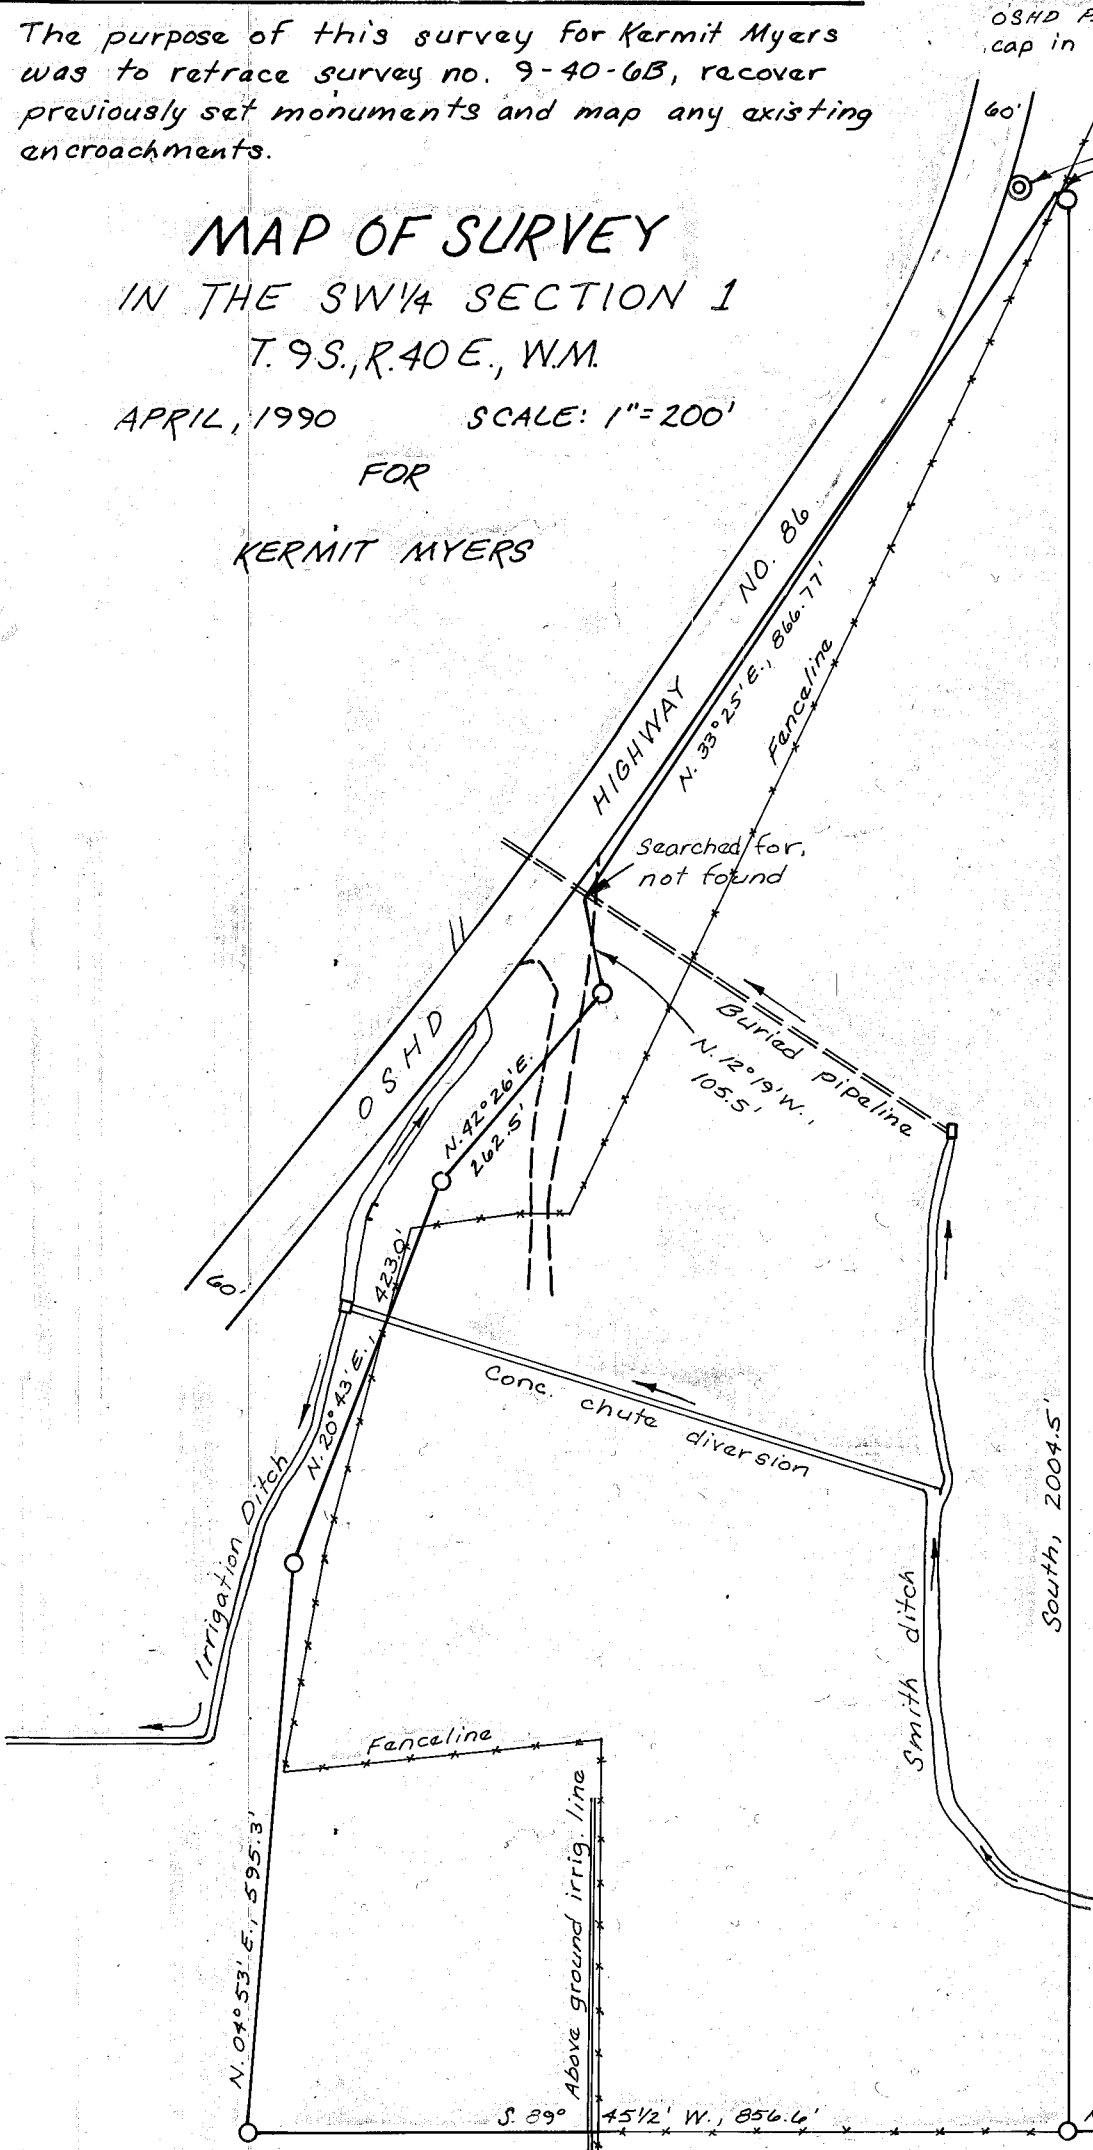 The purpose of this survey for Kermit Myers
was to retrace survey no. 9-40-6B, recover
previously set monuments and map any existing
encroachments.
OSHD
cap in
60'
MAP OF SURVEY
IN THE SW1/4 SECTION 1
T. 9S., R. 40 E., W.M.
APRIL, 1990 SCALE: 1"=200'
FOR
KERMIT MYERS
OSHD HIGHWAY NO. 86
N. 33° 25' E., 866.77'
Fenceline
Searched for,
not found
Buried pipeline
N. 12° 19' W.,
105.5'
N. 42° 26' E.
262.5'
60'
N. 20° 43' E., 423.0'
Conc. chute diversion
Irrigation Ditch
South, 2004.5'
Smith ditch
Fenceline
Above ground irrig. line
N. 04° 53' E., 595.3'
S. 89° 45 1/2' W., 856.6'